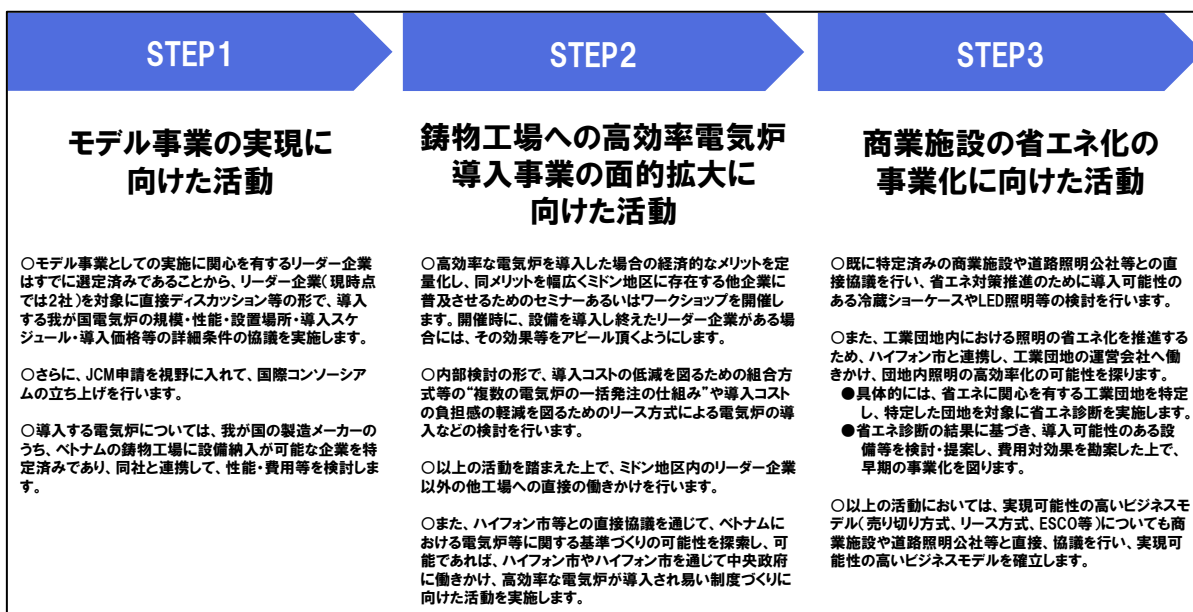 STEP1
モデル事業の実現に
向けた活動
○モデル事業としての実施に関心を有するリーダー企業
はすでに選定済みであることから、リーダー企業(現時点
では2社)を対象に直接ディスカッション等の形で、導入
する我が国電気炉の規模・性能・設置場所・導入スケ
ジュール・導入価格等の詳細条件の協議を実施します。
○さらに、JCM申請を視野に入れて、国際コンソーシア
ムの立ち上げを行います。
○導入する電気炉については、我が国の製造メーカーの
うち、ベトナムの鋳物工場に設備納入が可能な企業を特
定済みであり、同社と連携して、性能・費用等を検討しま
す。
STEP2
鋳物工場への高効率電気炉
導入事業の面的拡大に
向けた活動
○高効率な電気炉を導入した場合の経済的なメリットを定
量化し、同メリットを幅広くミドン地区に存在する他企業に
普及させるためのセミナーあるいはワークショップを開催し
ます。開催時に、設備を導入し終えたリーダー企業がある場
合には、その効果等をアピール頂くようにします。
○内部検討の形で、導入コストの低減を図るための組合方
式等の“複数の電気炉の一括発注の仕組み”や導入コスト
の負担感の軽減を図るためのリース方式による電気炉の導
入などの検討を行います。
○以上の活動を踏まえた上で、ミドン地区内のリーダー企業
以外の他工場への直接の働きかけを行います。
○また、ハイフォン市等との直接協議を通じて、ベトナムに
おける電気炉等に関する基準づくりの可能性を探索し、可
能であれば、ハイフォン市やハイフォン市を通じて中央政府
に働きかけ、高効率な電気炉が導入され易い制度づくりに
向けた活動を実施します。
STEP3
商業施設の省エネ化の
事業化に向けた活動
○既に特定済みの商業施設や道路照明公社等との直
接協議を行い、省エネ対策推進のために導入可能性の
ある冷蔵ショーケースやLED照明等の検討を行います。
○また、工業団地内における照明の省エネ化を推進する
ため、ハイフォン市と連携し、工業団地の運営会社へ働
きかけ、団地内照明の高効率化の可能性を探ります。
●具体的には、省エネに関心を有する工業団地を特定
し、特定した団地を対象に省エネ診断を実施します。
●省エネ診断の結果に基づき、導入可能性のある設
備等を検討・提案し、費用対効果を勘案した上で、
早期の事業化を図ります。
○以上の活動においては、実現可能性の高いビジネスモ
デル(売り切り方式、リース方式、ESCO等)についても商
業施設や道路照明公社等と直接、協議を行い、実現可
能性の高いビジネスモデルを確立します。